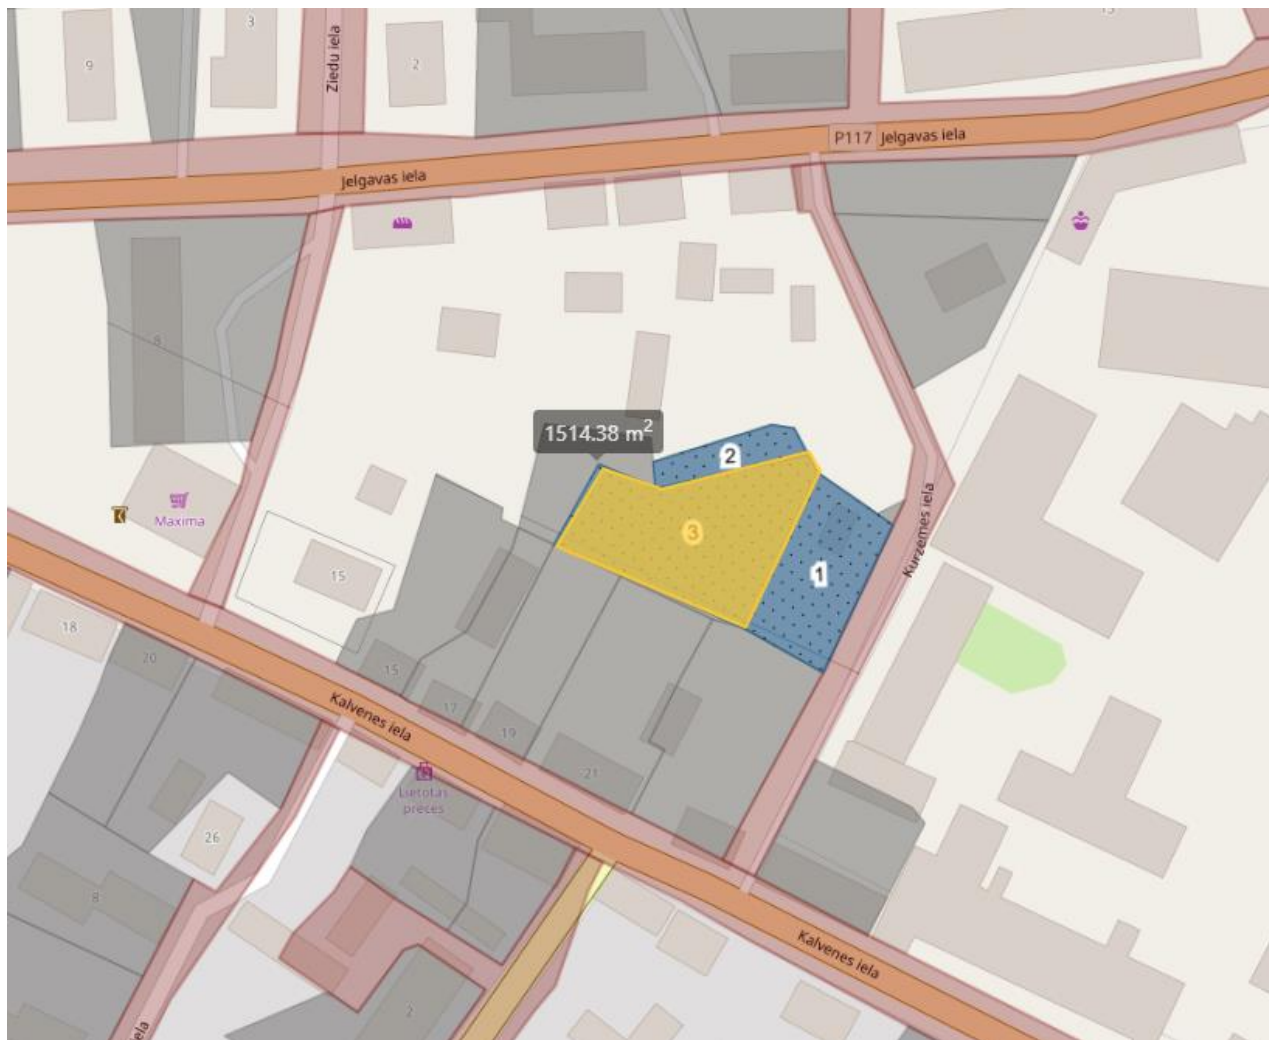 3
Ziedu iela
2
9
P117
Jelgavas iela
Jelgavas iela
8
1514.38 m²
2
3
1
Maxima
Kurzemes iela
15
18
20
15
17
19
21
Kalvenes iela
Lietotas
preces
26
8
Kalvenes iela
2